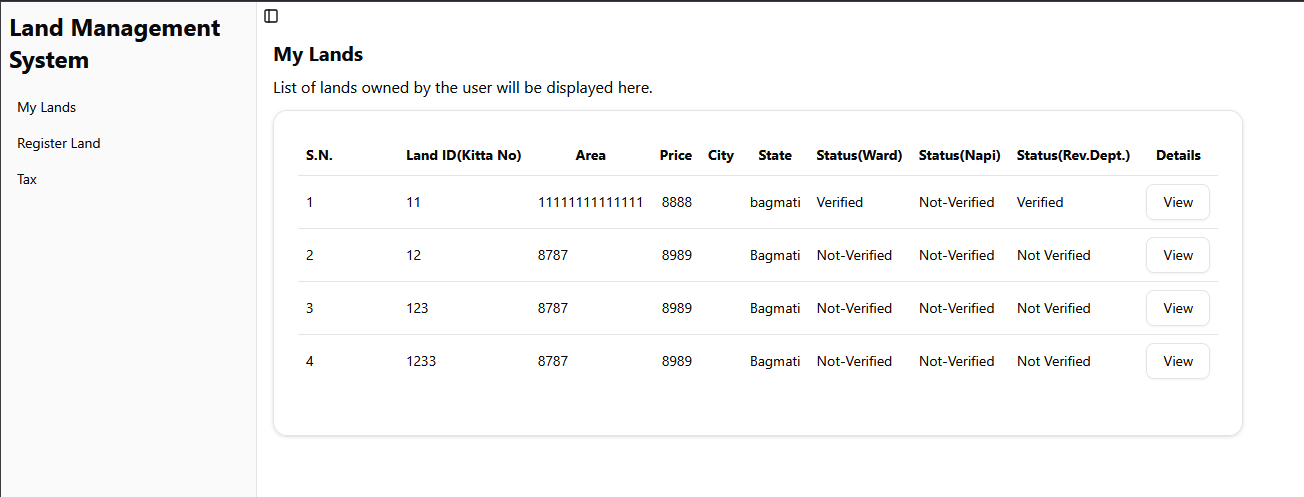 Land Management
System
My Lands
Register Land
Tax
My Lands
List of lands owned by the user will be displayed here.
S.N. Land ID(Kitta No) Area Price City State Status(Ward) Status(Napi) Status(Rev.Dept.) Details
1 11 11111111111111 8888 bagmati Verified Not-Verified Verified View
2 12 8787 8989 Bagmati Not-Verified Not-Verified Not Verified View
3 123 8787 8989 Bagmati Not-Verified Not-Verified Not Verified View
4 1233 8787 8989 Bagmati Not-Verified Not-Verified Not Verified View